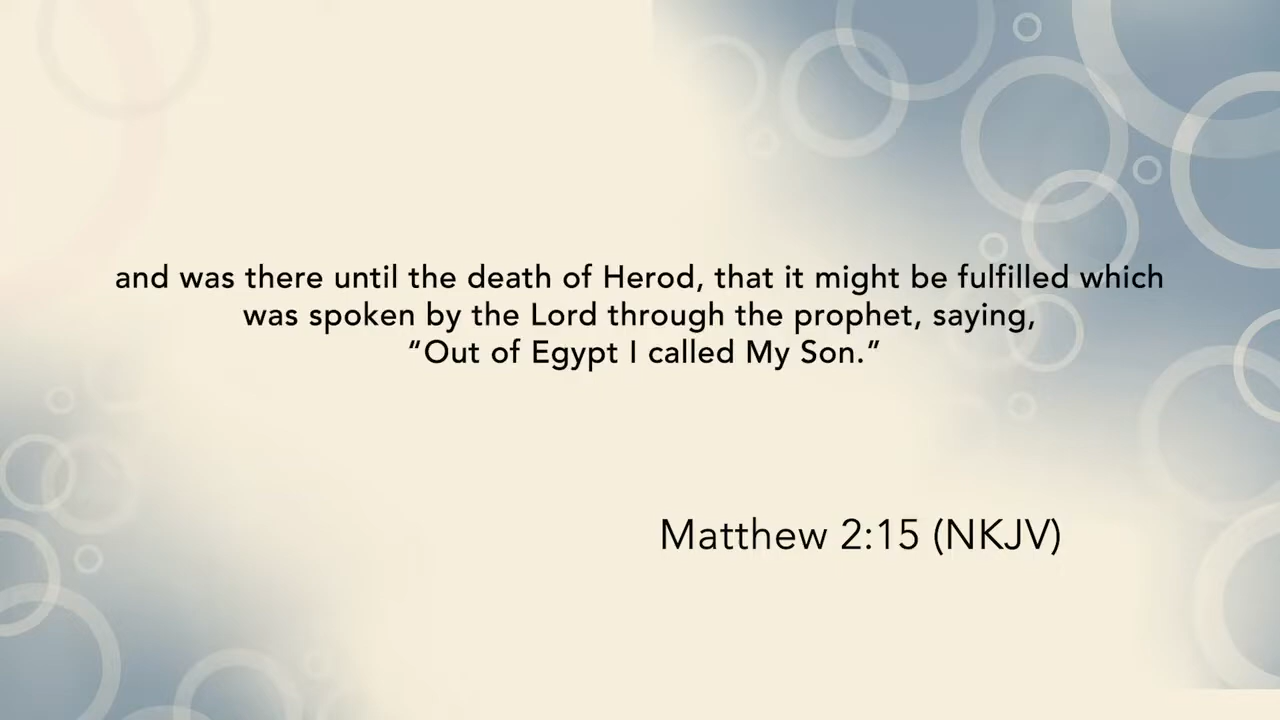 and was there until the death of Herod, that it might be fulfilled which
was spoken by the Lord through the prophet, saying,
“Out of Egypt I called My Son.”
Matthew 2:15 (NKJV)